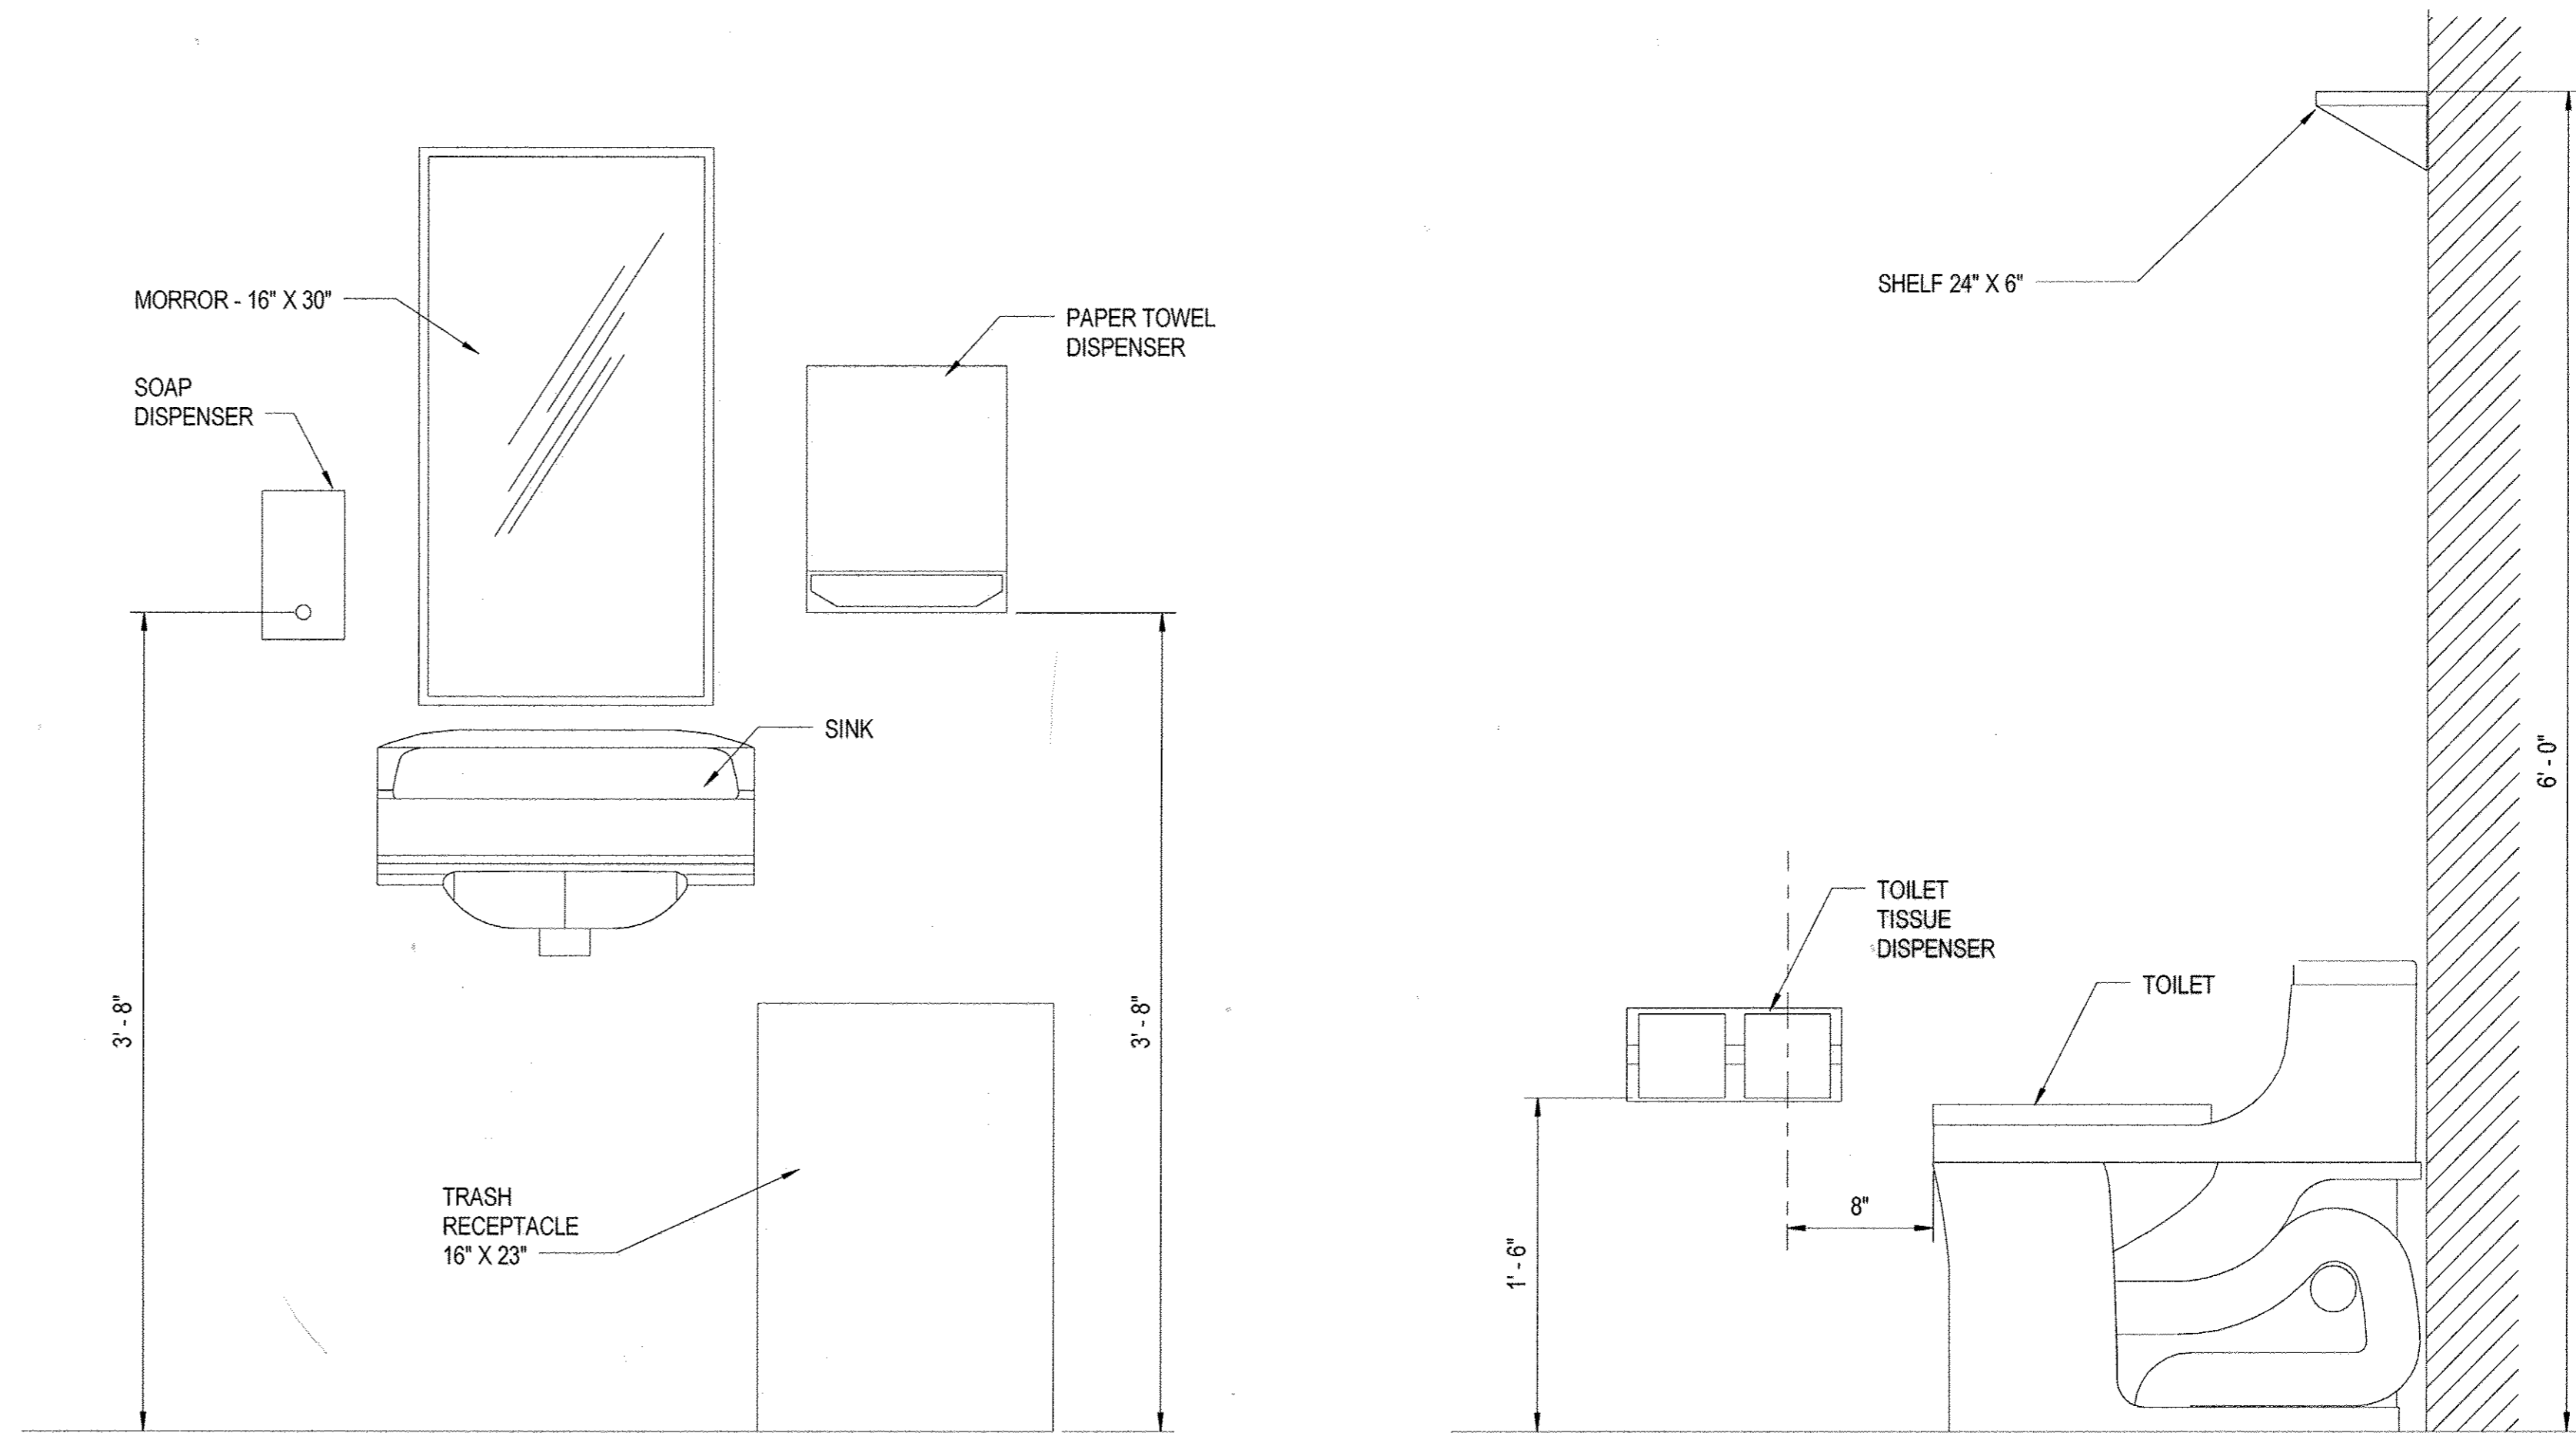 MORROR - 16" X 30"
SOAP
DISPENSER
PAPER TOWEL
DISPENSER
SINK
3' - 8"
3' - 8"
TRASH
RECEPTACLE
16" X 23"
SHELF 24" X 6"
6' - 0"
TOILET
TISSUE
DISPENSER
TOILET
8"
1' - 6"